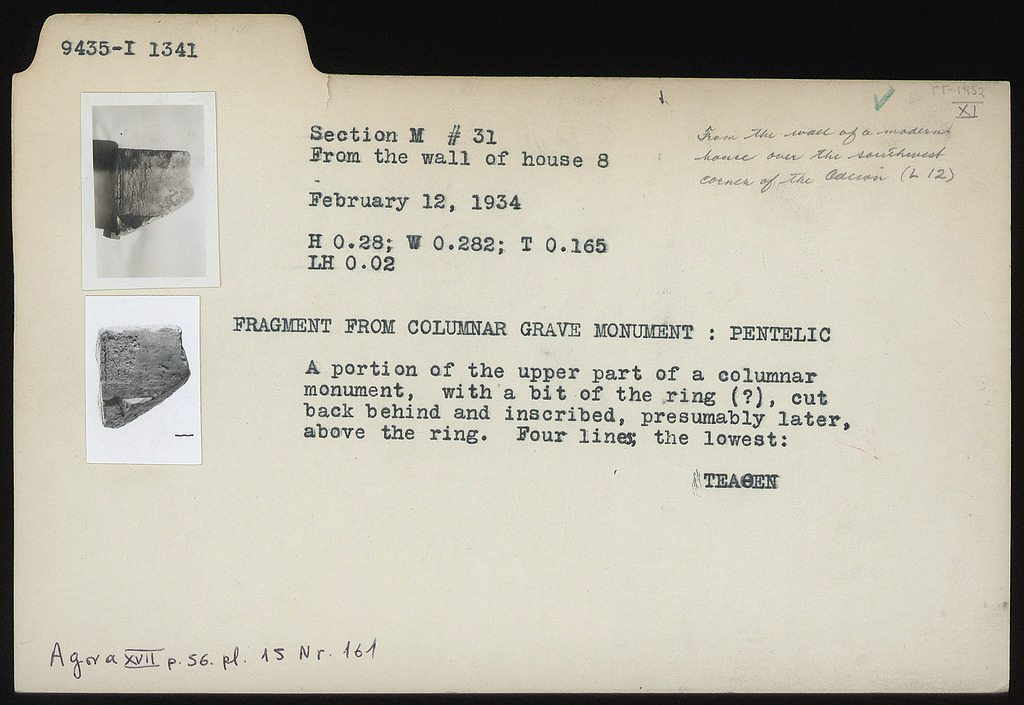 9435-I 1341
ΓΓ-1952
XI
Section M # 31
From the wall of house 8
From the wall of a modern
house over the southwest
corner of the Odeion (L 12)
February 12, 1934
H 0.28; W 0.282; T 0.165
LH 0.02
FRAGMENT FROM COLUMNAR GRAVE MONUMENT : PENTELIC
A portion of the upper part of a columnar
monument, with a bit of the ring (?), cut
back behind and inscribed, presumably later,
above the ring. Four lines; the lowest:
ΤΕΑΘΕΝ
Agora XVII p. 56. pl. 15 Nr. 161